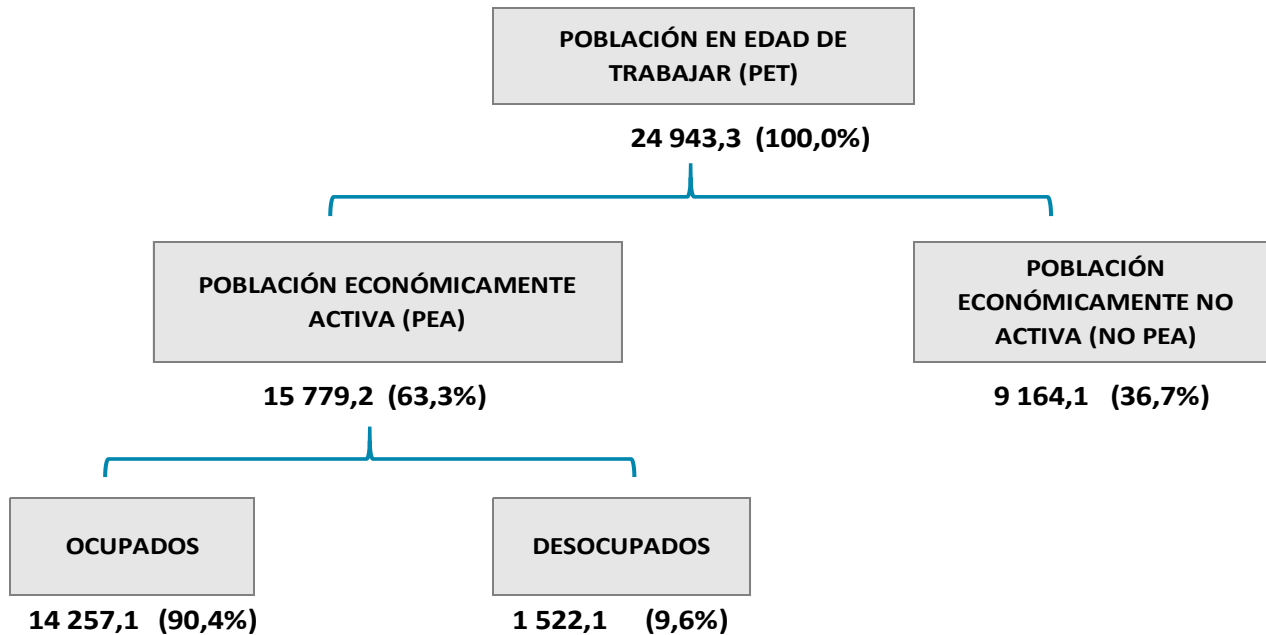 POBLACIÓN EN EDAD DE
TRABAJAR (PET)
24 943,3 (100,0%)
POBLACIÓN ECONÓMICAMENTE
ACTIVA (PEA)
15 779,2 (63,3%)
POBLACIÓN
ECONÓMICAMENTE NO
ACTIVA (NO PEA)
9 164,1 (36,7%)
OCUPADOS
14 257,1 (90,4%)
DESOCUPADOS
1 522,1 (9,6%)